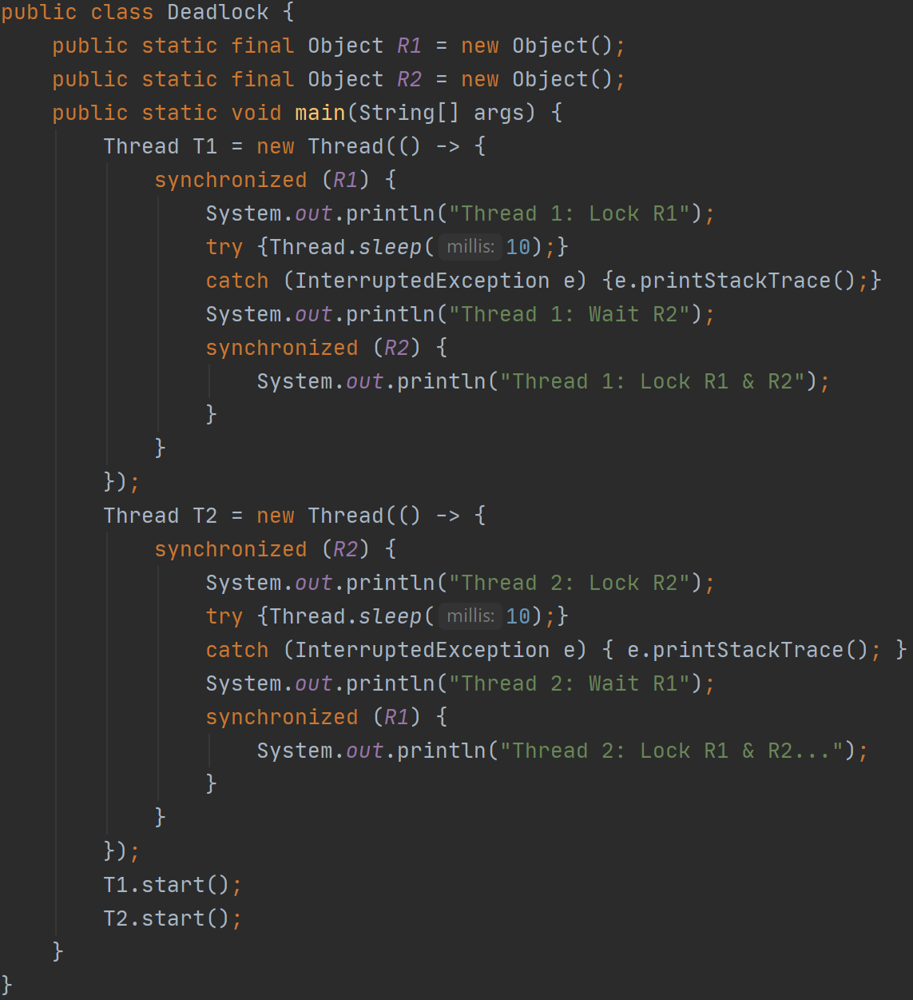 public class Deadlock {
    public static final Object R1 = new Object();
    public static final Object R2 = new Object();
    public static void main(String[] args) {
        Thread T1 = new Thread(() -> {
            synchronized (R1) {
                System.out.println("Thread 1: Lock R1");
                try {Thread.sleep( millis: 10);}
                catch (InterruptedException e) {e.printStackTrace();}
                System.out.println("Thread 1: Wait R2");
                synchronized (R2) {
                    System.out.println("Thread 1: Lock R1 & R2");
                }
            }
        });
        Thread T2 = new Thread(() -> {
            synchronized (R2) {
                System.out.println("Thread 2: Lock R2");
                try {Thread.sleep( millis: 10);}
                catch (InterruptedException e) { e.printStackTrace(); }
                System.out.println("Thread 2: Wait R1");
                synchronized (R1) {
                    System.out.println("Thread 2: Lock R1 & R2...");
                }
            }
        });
        T1.start();
        T2.start();
    }
}